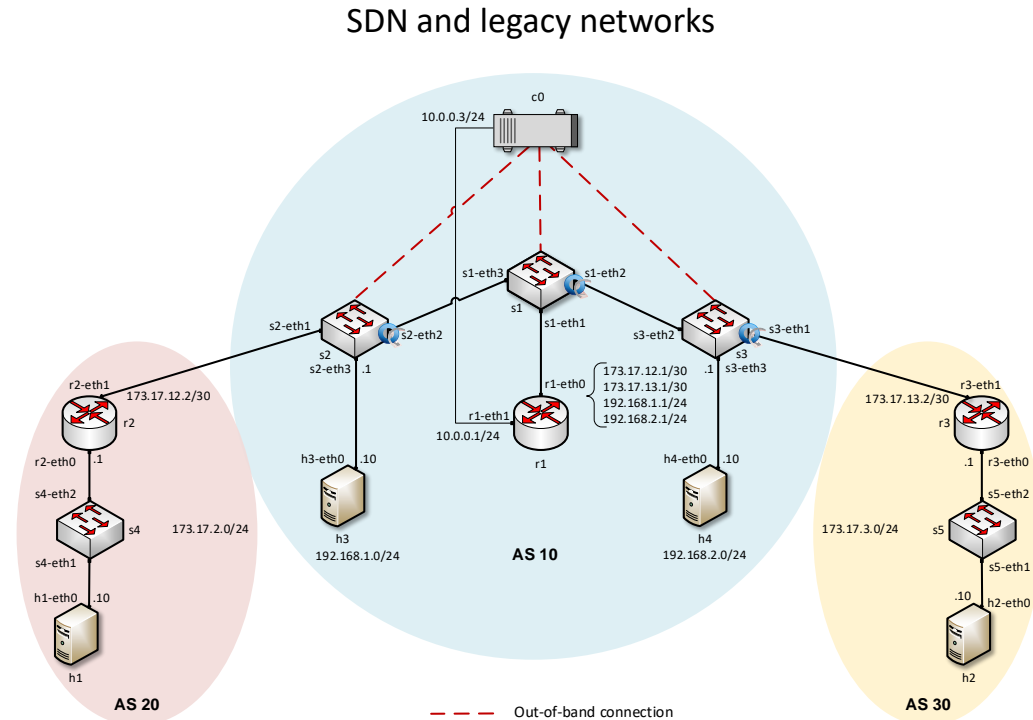 SDN and legacy networks
c0
10.0.0.3/24
s1-eth3
s1-eth2
s1
s1-eth1
s2-eth1
s2-eth2
s2
s2-eth3
.1
s3-eth2
s3-eth1
s3
.1
s3-eth3
r2-eth1
173.17.12.2/30
r2
r2-eth0
.1
r1-eth0
173.17.12.1/30
173.17.13.1/30
192.168.1.1/24
192.168.2.1/24
r1-eth1
10.0.0.1/24
r1
r3-eth1
173.17.13.2/30
r3
.1
r3-eth0
h3-eth0
.10
h3
192.168.1.0/24
h4-eth0
.10
h4
192.168.2.0/24
AS 10
s4-eth2
s4
173.17.2.0/24
s4-eth1
h1-eth0
.10
h1
AS 20
s5-eth2
173.17.3.0/24
s5
s5-eth1
.10
h2-eth0
h2
AS 30
Out-of-band connection